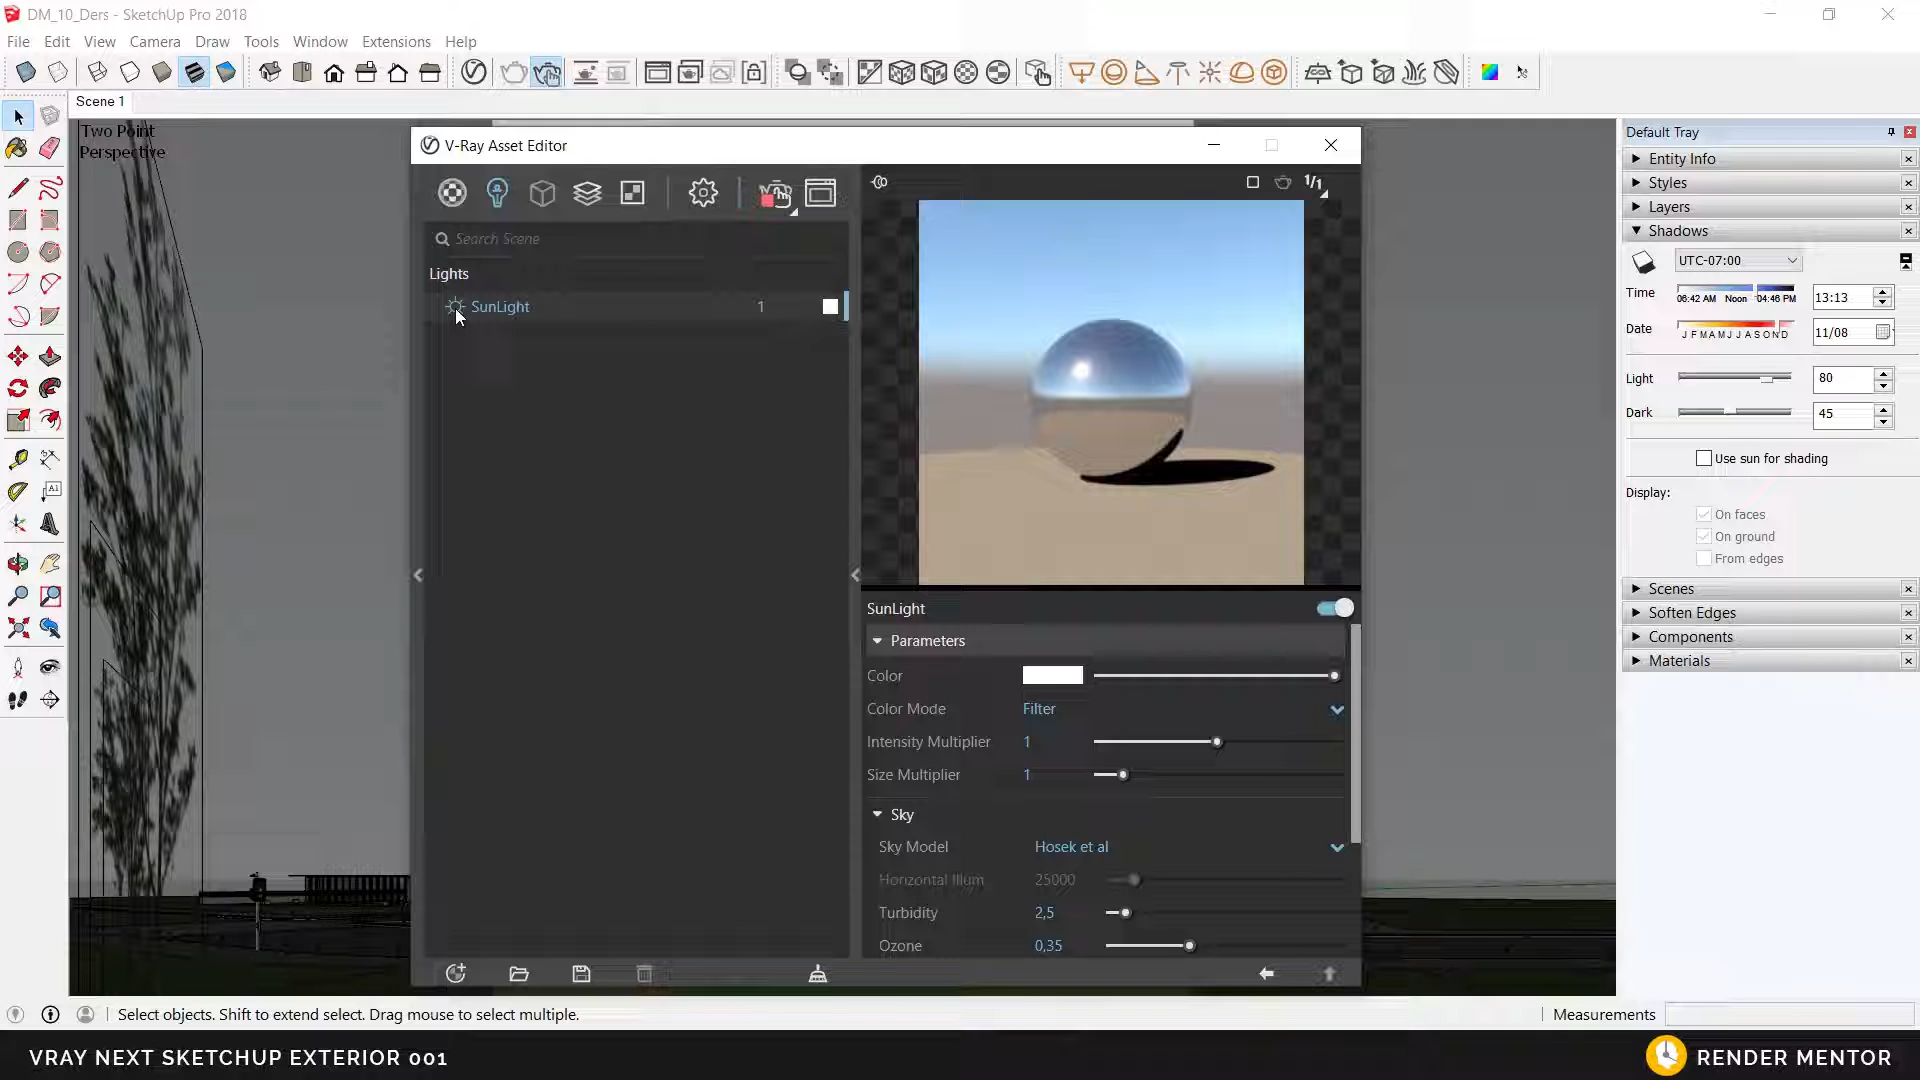 DM_10_Ders - SketchUp Pro 2018
File Edit View Camera Draw Tools Window Extensions Help
Scene 1
Two Point
Perspective
V-Ray Asset Editor
1/1
Search Scene
Lights
SunLight 1
SunLight
Parameters
Color
Color Mode Filter
Intensity Multiplier 1
Size Multiplier 1
Sky
Sky Model Hosek et al
Horizontal Illum 25000
Turbidity 2,5
Ozone 0,35
Default Tray
Entity Info
Styles
Layers
Shadows
UTC-07:00
Time 06:42 AM Noon 04:46 PM 13:13
Date J F M A M J J A S O N D 11/08
Light 80
Dark 45
Use sun for shading
Display:
On faces
On ground
From edges
Scenes
Soften Edges
Components
Materials
Select objects. Shift to extend select. Drag mouse to select multiple.
Measurements
VRAY NEXT SKETCHUP EXTERIOR 001
RENDER MENTOR